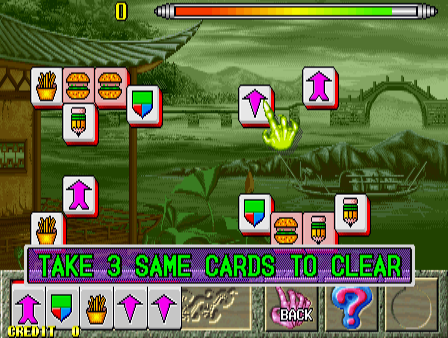 0
TAKE 3 SAME CARDS TO CLEAR
BACK
?
CREDIT 0